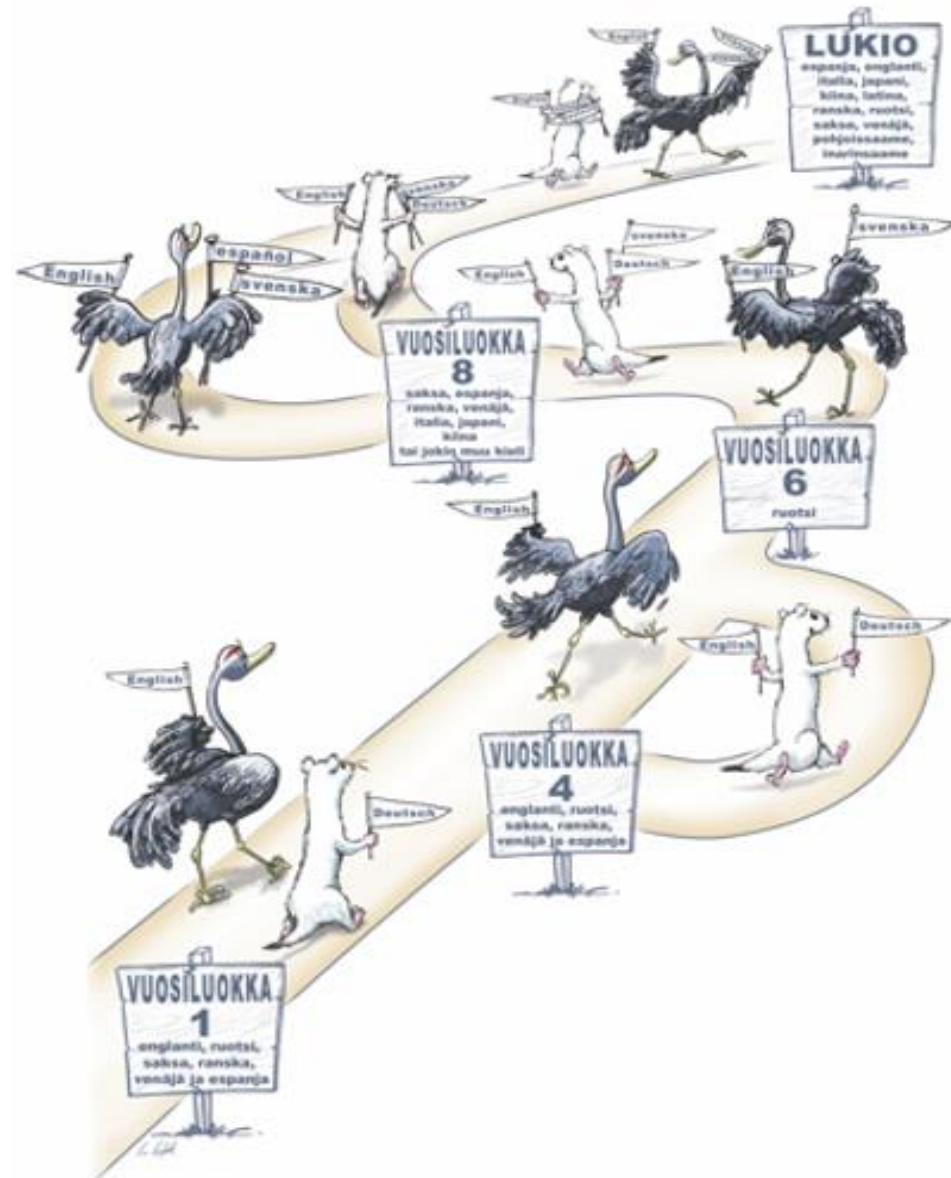 LUKIO
espanja, englanti,
italia, japani,
kiina, latina,
ranska, ruotsi,
saksa, venäjä,
pohjoissaame,
inarinsaame
English
English
svenska
Deutsch
English
español
svenska
svenska
English
Deutsch
svenska
English
VUOSILUOKKA
8
saksa, espanja,
ranska, venäjä,
italia, japani,
kiina
tai jokin muu kieli
VUOSILUOKKA
6
ruotsi
English
English
Deutsch
English
Deutsch
VUOSILUOKKA
4
englanti, ruotsi,
saksa, ranska,
venäjä ja espanja
VUOSILUOKKA
1
englanti, ruotsi,
saksa, ranska,
venäjä ja espanja